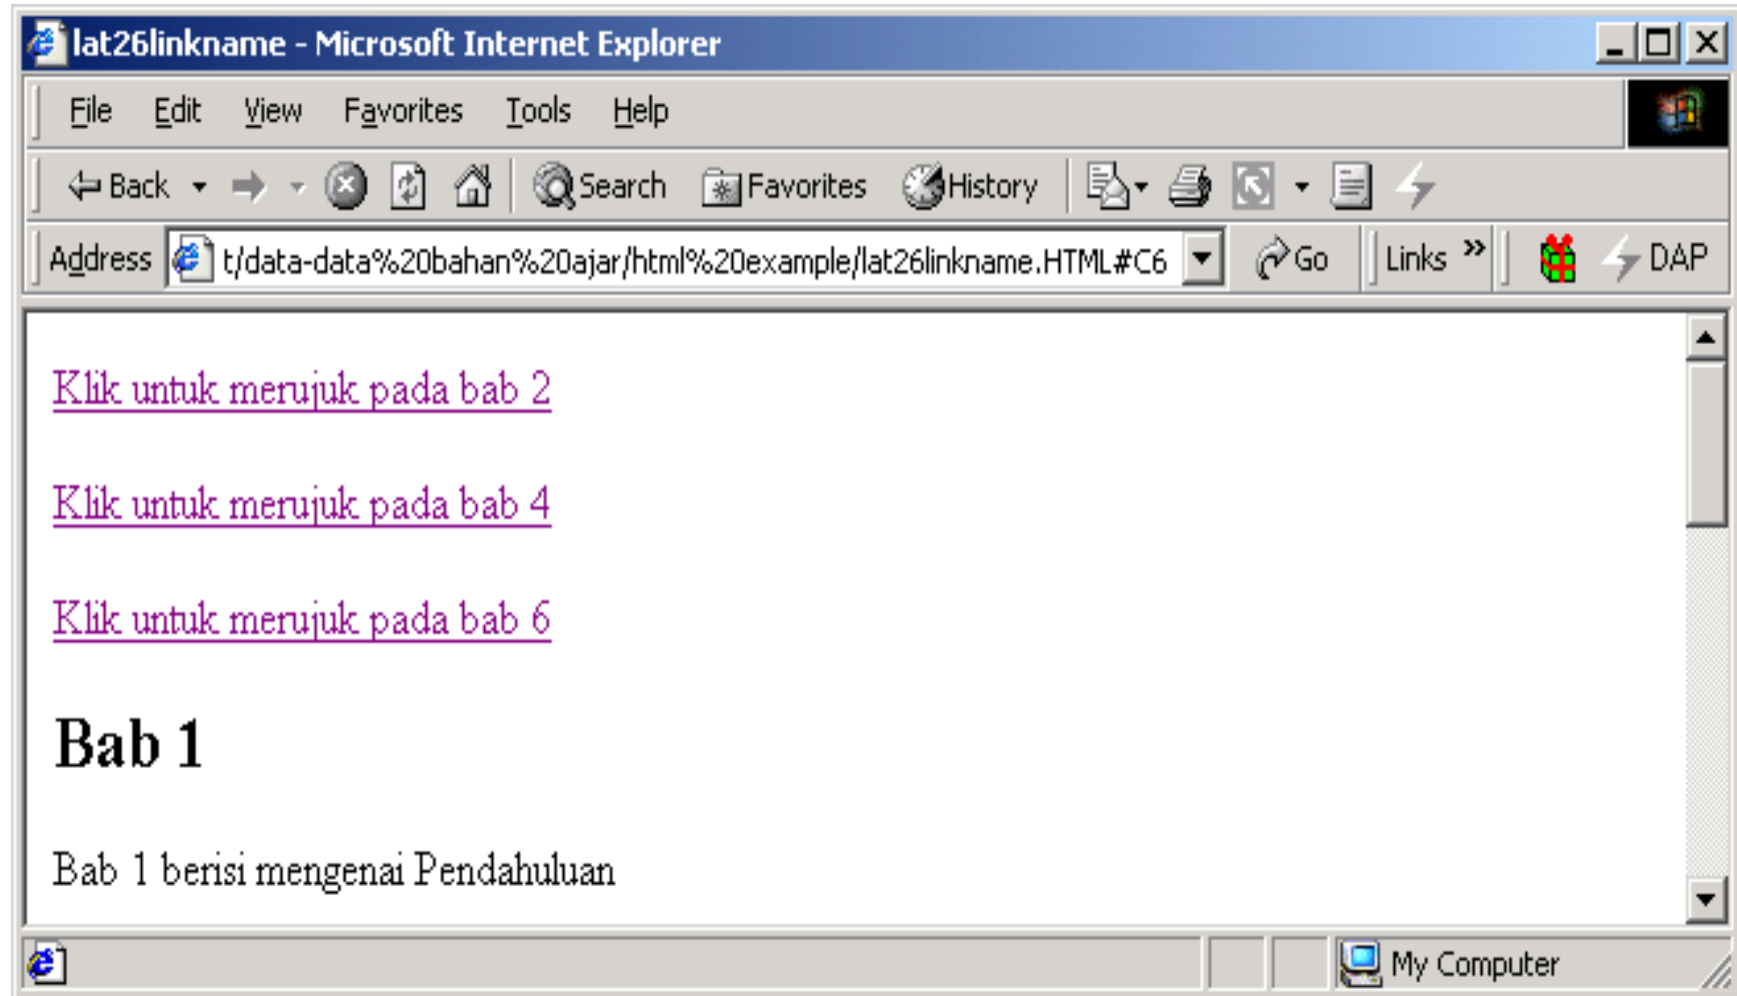 lat26linkname - Microsoft Internet Explorer
File Edit View Favorites Tools Help
Back Search Favorites History
Address t/data-data%20bahan%20ajar/html%20example/lat26linkname.HTML#C6 Go Links » DAP
Klik untuk merujuk pada bab 2
Klik untuk merujuk pada bab 4
Klik untuk merujuk pada bab 6
Bab 1
Bab 1 berisi mengenai Pendahuluan
My Computer